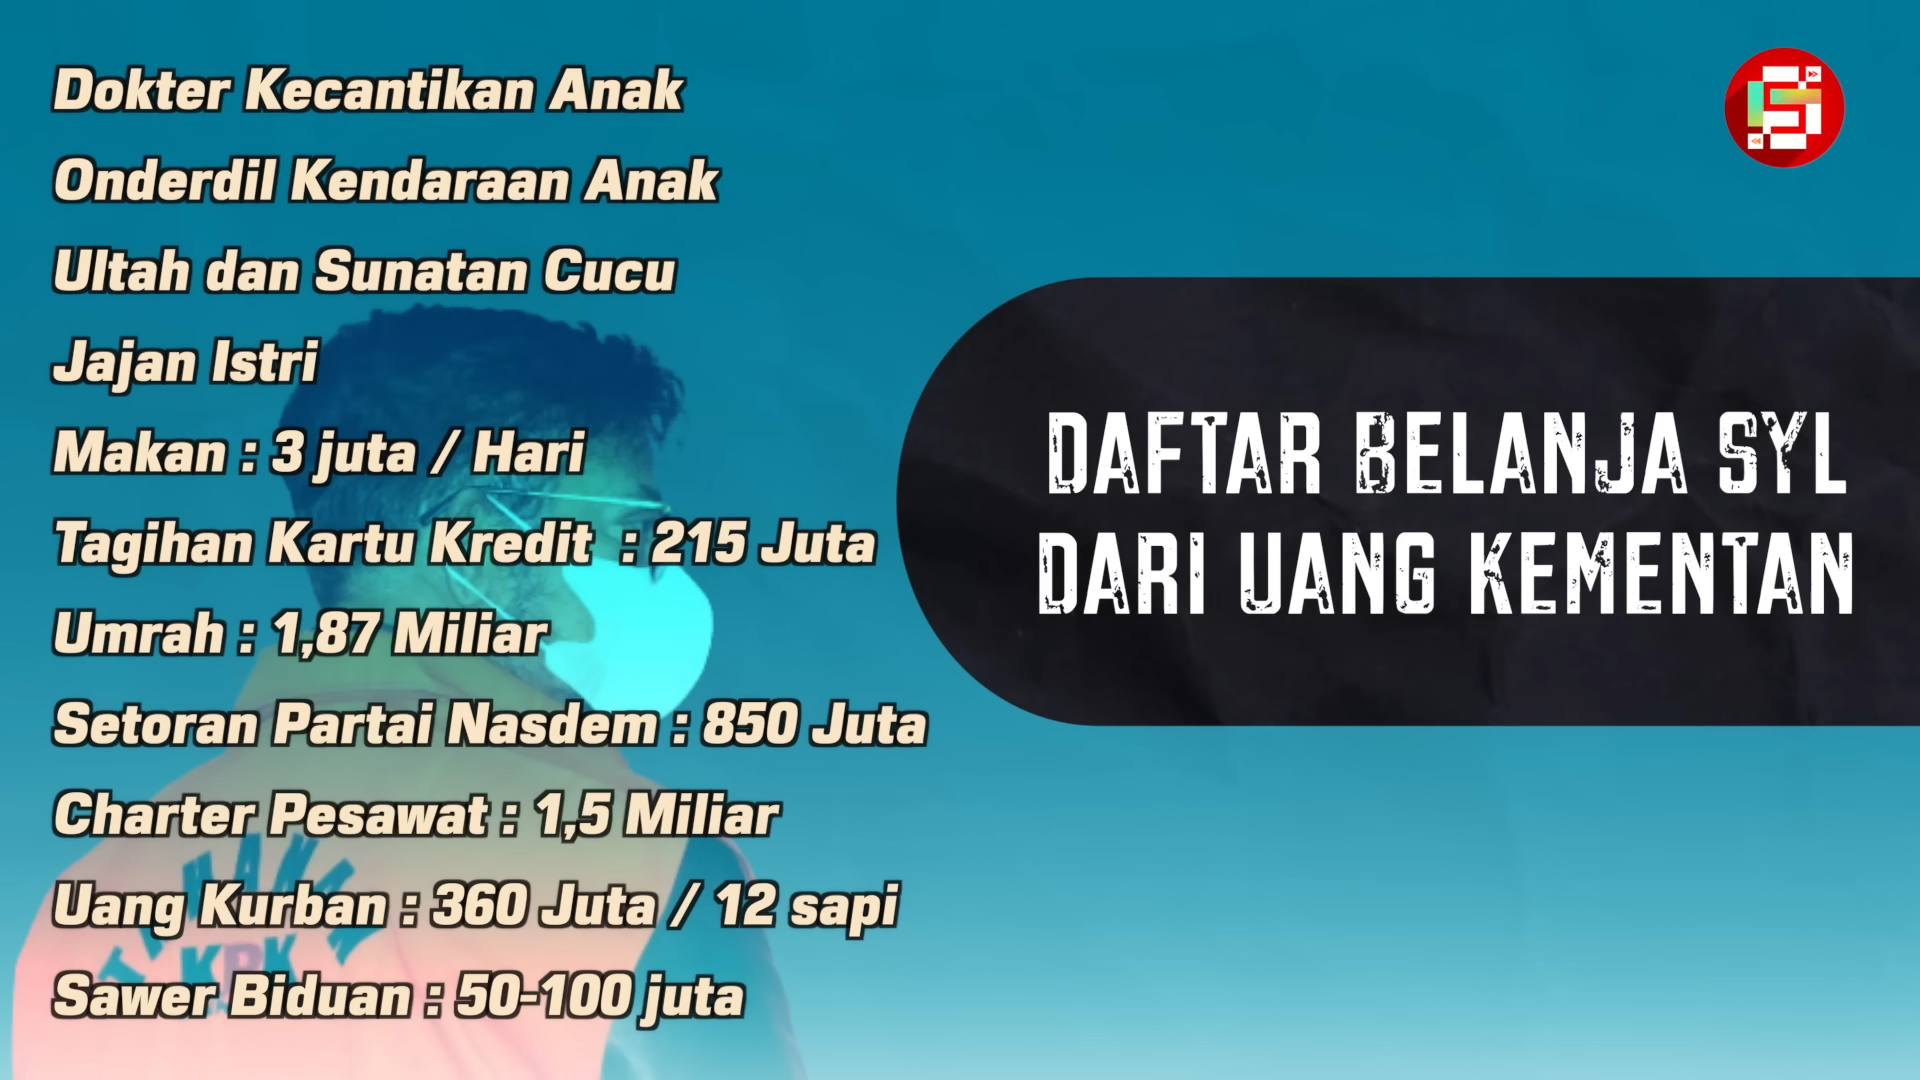 Dokter Kecantikan Anak
Onderdil Kendaraan Anak
Ultah dan Sunatan Cucu
Jajan Istri
Makan : 3 juta / Hari
Tagihan Kartu Kredit : 215 Juta
Umrah : 1,87 Miliar
Setoran Partai Nasdem : 850 Juta
Charter Pesawat : 1,5 Miliar
Uang Kurban : 360 Juta / 12 sapi
Sawer Biduan : 50-100 juta
DAFTAR BELANJA SYL
DARI UANG KEMENTAN
TAHANAN
KPK